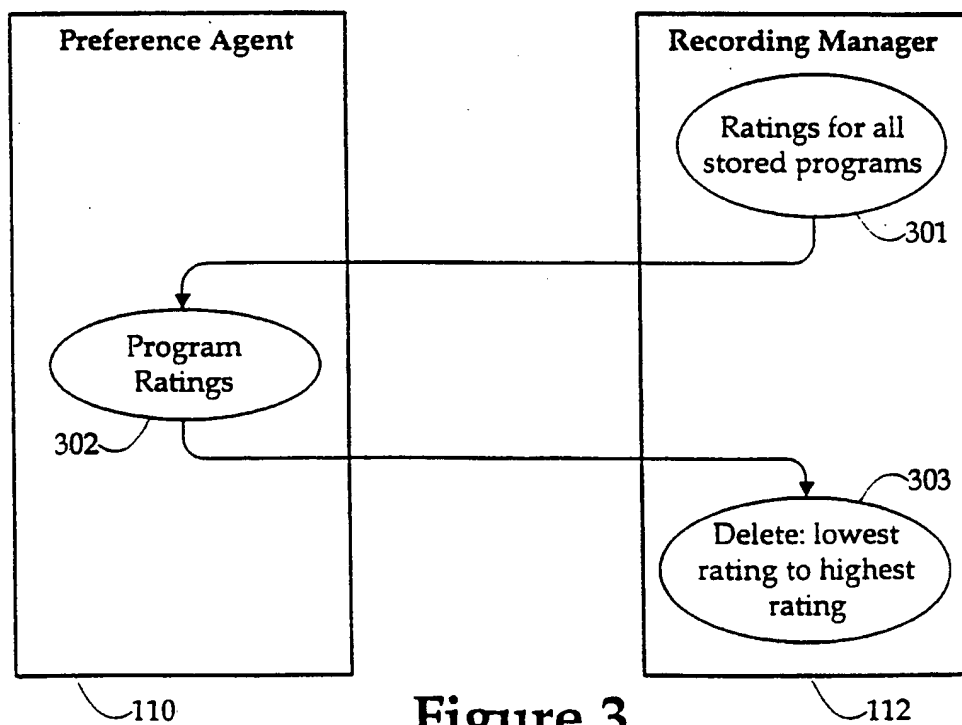 Preference Agent
Recording Manager
Ratings for all
stored programs
301
Program
Ratings
302
303
Delete: lowest
rating to highest
rating
110
112
Figure 3